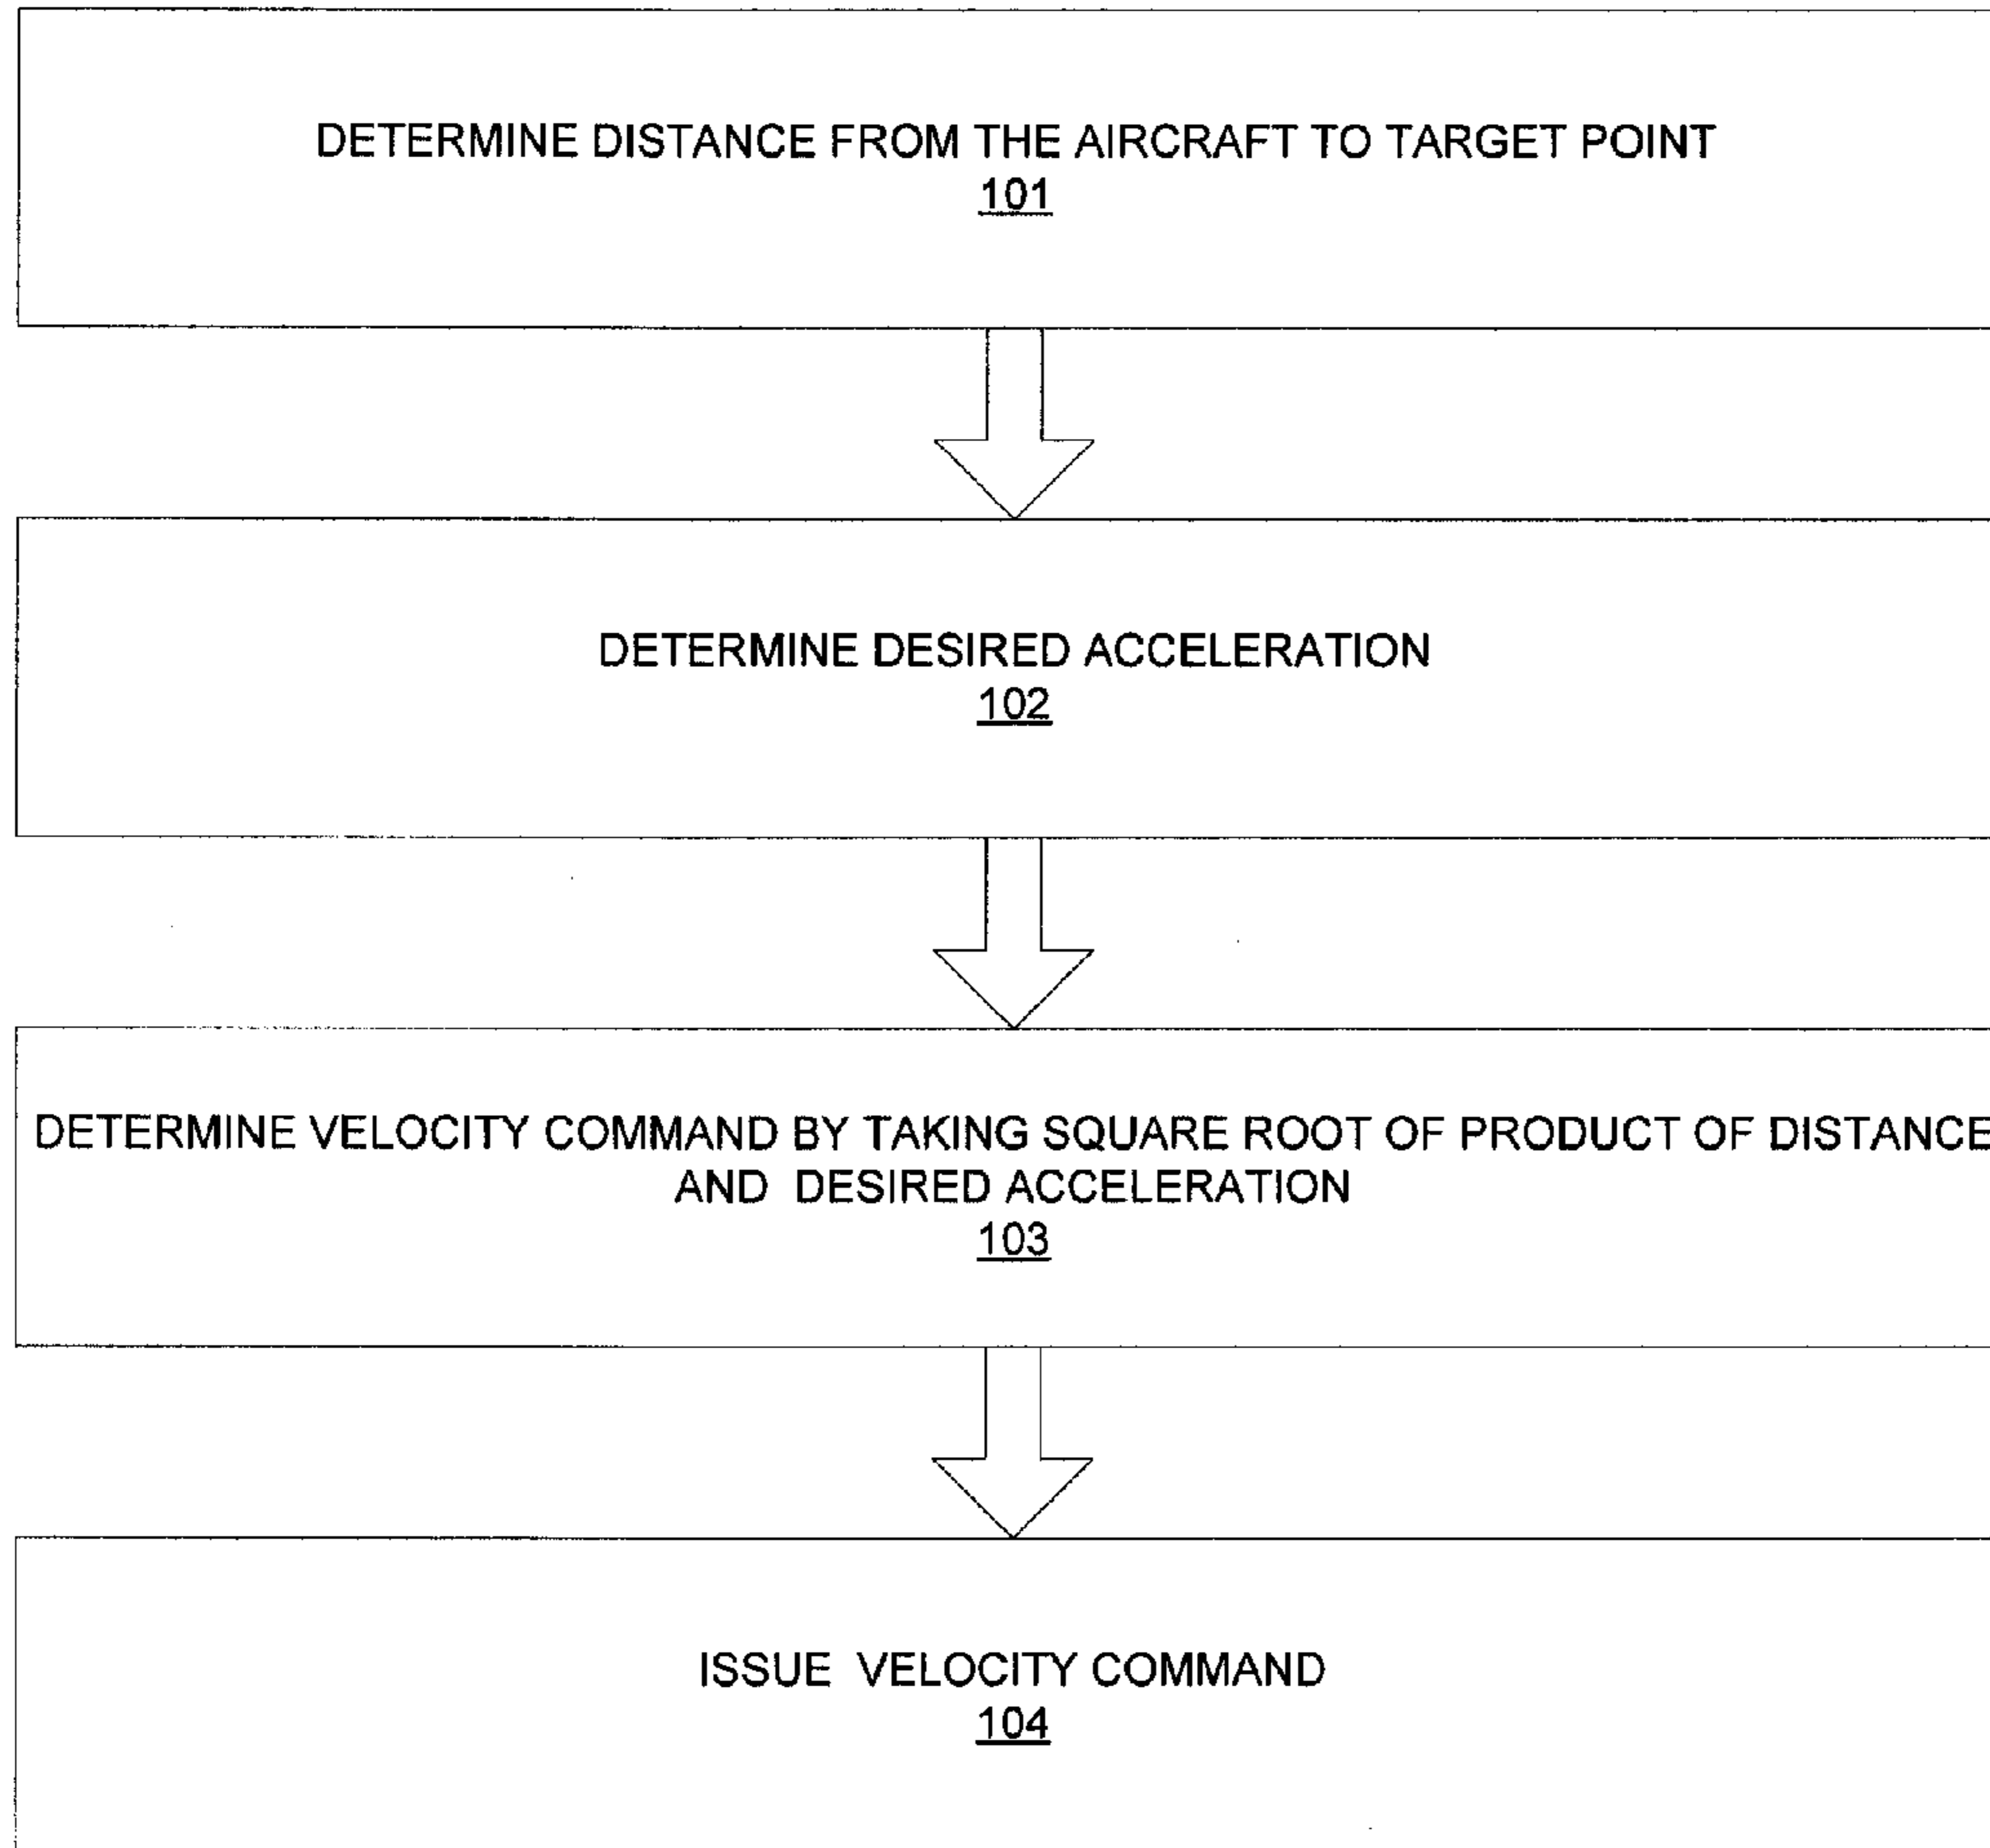 DETERMINE DISTANCE FROM THE AIRCRAFT TO TARGET POINT
101
DETERMINE DESIRED ACCELERATION
102
DETERMINE VELOCITY COMMAND BY TAKING SQUARE ROOT OF PRODUCT OF DISTANCE
AND DESIRED ACCELERATION
103
ISSUE VELOCITY COMMAND
104